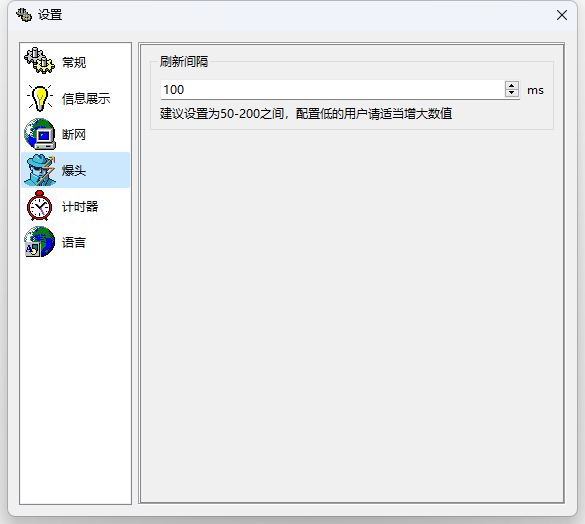 设置
常规
信息展示
断网
爆头
计时器
语言
刷新间隔
100 ms
建议设置为50-200之间，配置低的用户请适当增大数值